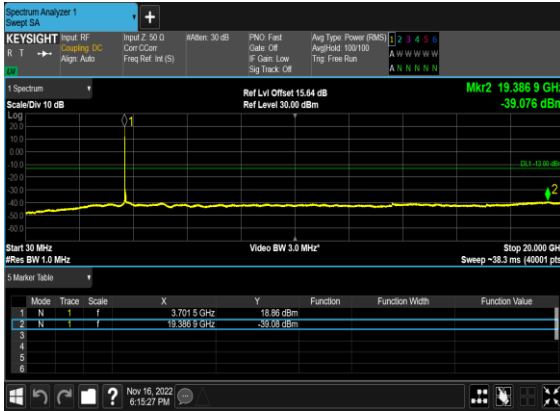 Spectrum Analyzer 1
Swept SA
+
KEYSIGHT Input: RF Input Z: 50 Ω #Atten: 30 dB PNO: Fast Avg Type: Power (RMS) 1 2 3 4 5 6
R T Coupling: DC Corr CCorr Gate: Off Avg|Hold: 100/100 A W W W W W
Align: Auto Freq Ref: Int (S) IF Gain: Low Trig: Free Run
Sig Track: Off A N N N N N
1 Spectrum Ref Lvl Offset 15.64 dB Mkr2 19.386 9 GHz
Scale/Div 10 dB Ref Level 30.00 dBm -39.076 dBm
Log
20.0 1
10.0
0.00
-10.0 DL1 -13.00 dBm
-20.0
-30.0 2
-40.0
-50.0
-60.0
Start 30 MHz Video BW 3.0 MHz* Stop 20.000 GHz
#Res BW 1.0 MHz Sweep ~38.3 ms (40001 pts)
5 Marker Table
Mode Trace Scale X Y Function Function Width Function Value
1 N 1 f 3.701 5 GHz 18.86 dBm
2 N 1 f 19.386 9 GHz -39.08 dBm
3
4
5
6
? Nov 16, 2022
6:15:27 PM